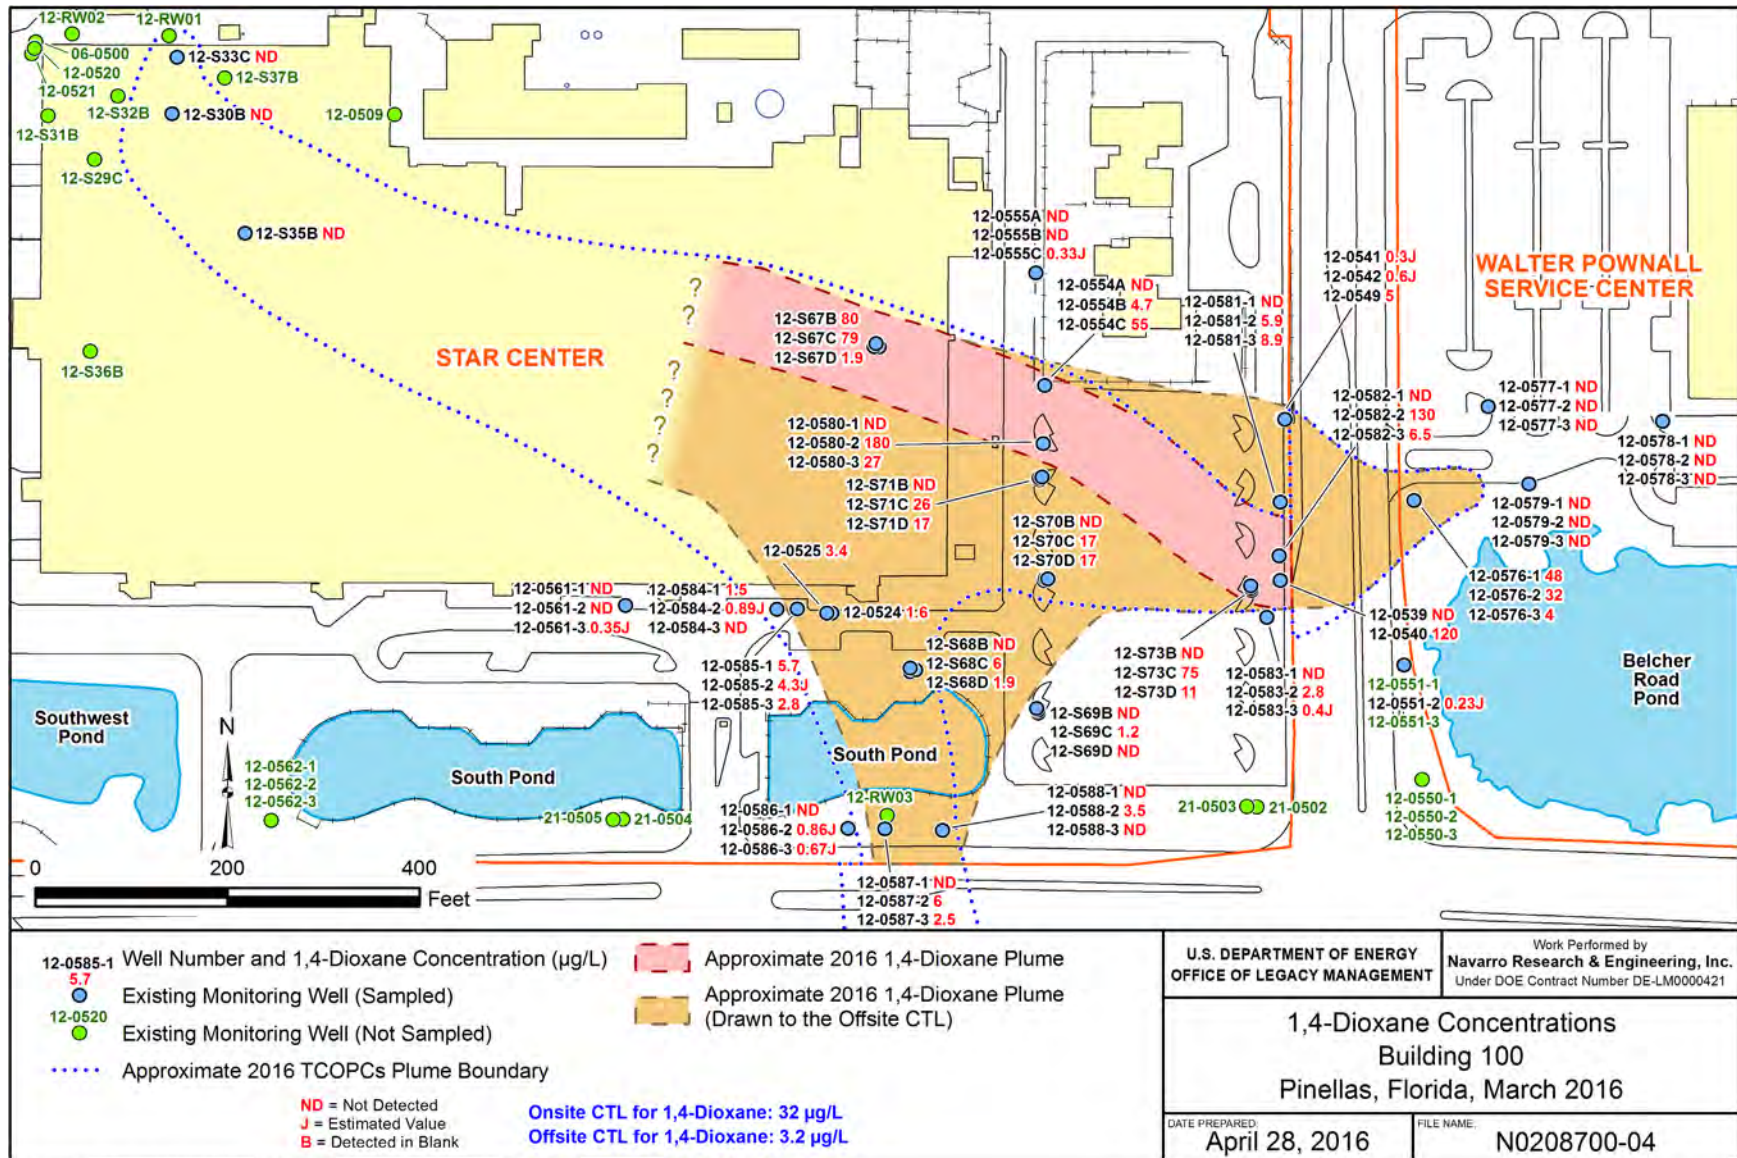 12-RW02
12-RW01
06-0500
12-0520
12-0521
12-S33C ND
12-S37B
12-S32B
12-S30B ND
12-S31B
12-0509
12-S29C
12-S35B ND
12-S36B
STAR CENTER
WALTER POWNALL
SERVICE CENTER
12-0555A ND
12-0555B ND
12-0555C 0.33J
12-0554A ND
12-0554B 4.7
12-0554C 55
12-0581-1 ND
12-0581-2 5.9
12-0581-3 8.9
12-0541 0.3J
12-0542 0.6J
12-0549 5
?
?
?
?
?
?
12-S67B 80
12-S67C 79
12-S67D 1.9
12-0582-1 ND
12-0582-2 130
12-0582-3 6.5
12-0577-1 ND
12-0577-2 ND
12-0577-3 ND
12-0578-1 ND
12-0578-2 ND
12-0578-3 ND
12-0580-1 ND
12-0580-2 180
12-0580-3 27
12-S71B ND
12-S71C 26
12-S71D 17
12-0579-1 ND
12-0579-2 ND
12-0579-3 ND
12-S70B ND
12-S70C 17
12-S70D 17
12-0525 3.4
12-0576-1 48
12-0576-2 32
12-0576-3 4
12-0561-1 ND
12-0561-2 ND
12-0561-3 0.35J
12-0584-1 1.5
12-0584-2 0.89J
12-0584-3 ND
12-0524 1.6
12-0539 ND
12-0540 120
12-S68B ND
12-S68C 6
12-S68D 1.9
12-S73B ND
12-S73C 75
12-S73D 11
12-0585-1 5.7
12-0585-2 4.3J
12-0585-3 2.8
12-0583-1 ND
12-0583-2 2.8
12-0583-3 0.4J
12-0551-1
12-0551-2 0.23J
12-0551-3
Belcher
Road
Pond
12-S69B ND
12-S69C 1.2
12-S69D ND
Southwest
Pond
N
South Pond
South Pond
12-0562-1
12-0562-2
12-0562-3
21-0505
21-0504
12-RW03
12-0586-1 ND
12-0586-2 0.86J
12-0586-3 0.67J
12-0588-1 ND
12-0588-2 3.5
12-0588-3 ND
21-0503
21-0502
12-0550-1
12-0550-2
12-0550-3
12-0587-1 ND
12-0587-2 6
12-0587-3 2.5
0 200 400
Feet
12-0585-1
5.7
Well Number and 1,4-Dioxane Concentration (µg/L)
Existing Monitoring Well (Sampled)
12-0520
Existing Monitoring Well (Not Sampled)
Approximate 2016 TCOPCs Plume Boundary
ND = Not Detected
J = Estimated Value
B = Detected in Blank
Approximate 2016 1,4-Dioxane Plume
Approximate 2016 1,4-Dioxane Plume
(Drawn to the Offsite CTL)
Onsite CTL for 1,4-Dioxane: 32 µg/L
Offsite CTL for 1,4-Dioxane: 3.2 µg/L
U.S. DEPARTMENT OF ENERGY
OFFICE OF LEGACY MANAGEMENT
Work Performed by
Navarro Research & Engineering, Inc.
Under DOE Contract Number DE-LM0000421
1,4-Dioxane Concentrations
Building 100
Pinellas, Florida, March 2016
DATE PREPARED:
April 28, 2016
FILE NAME:
N0208700-04